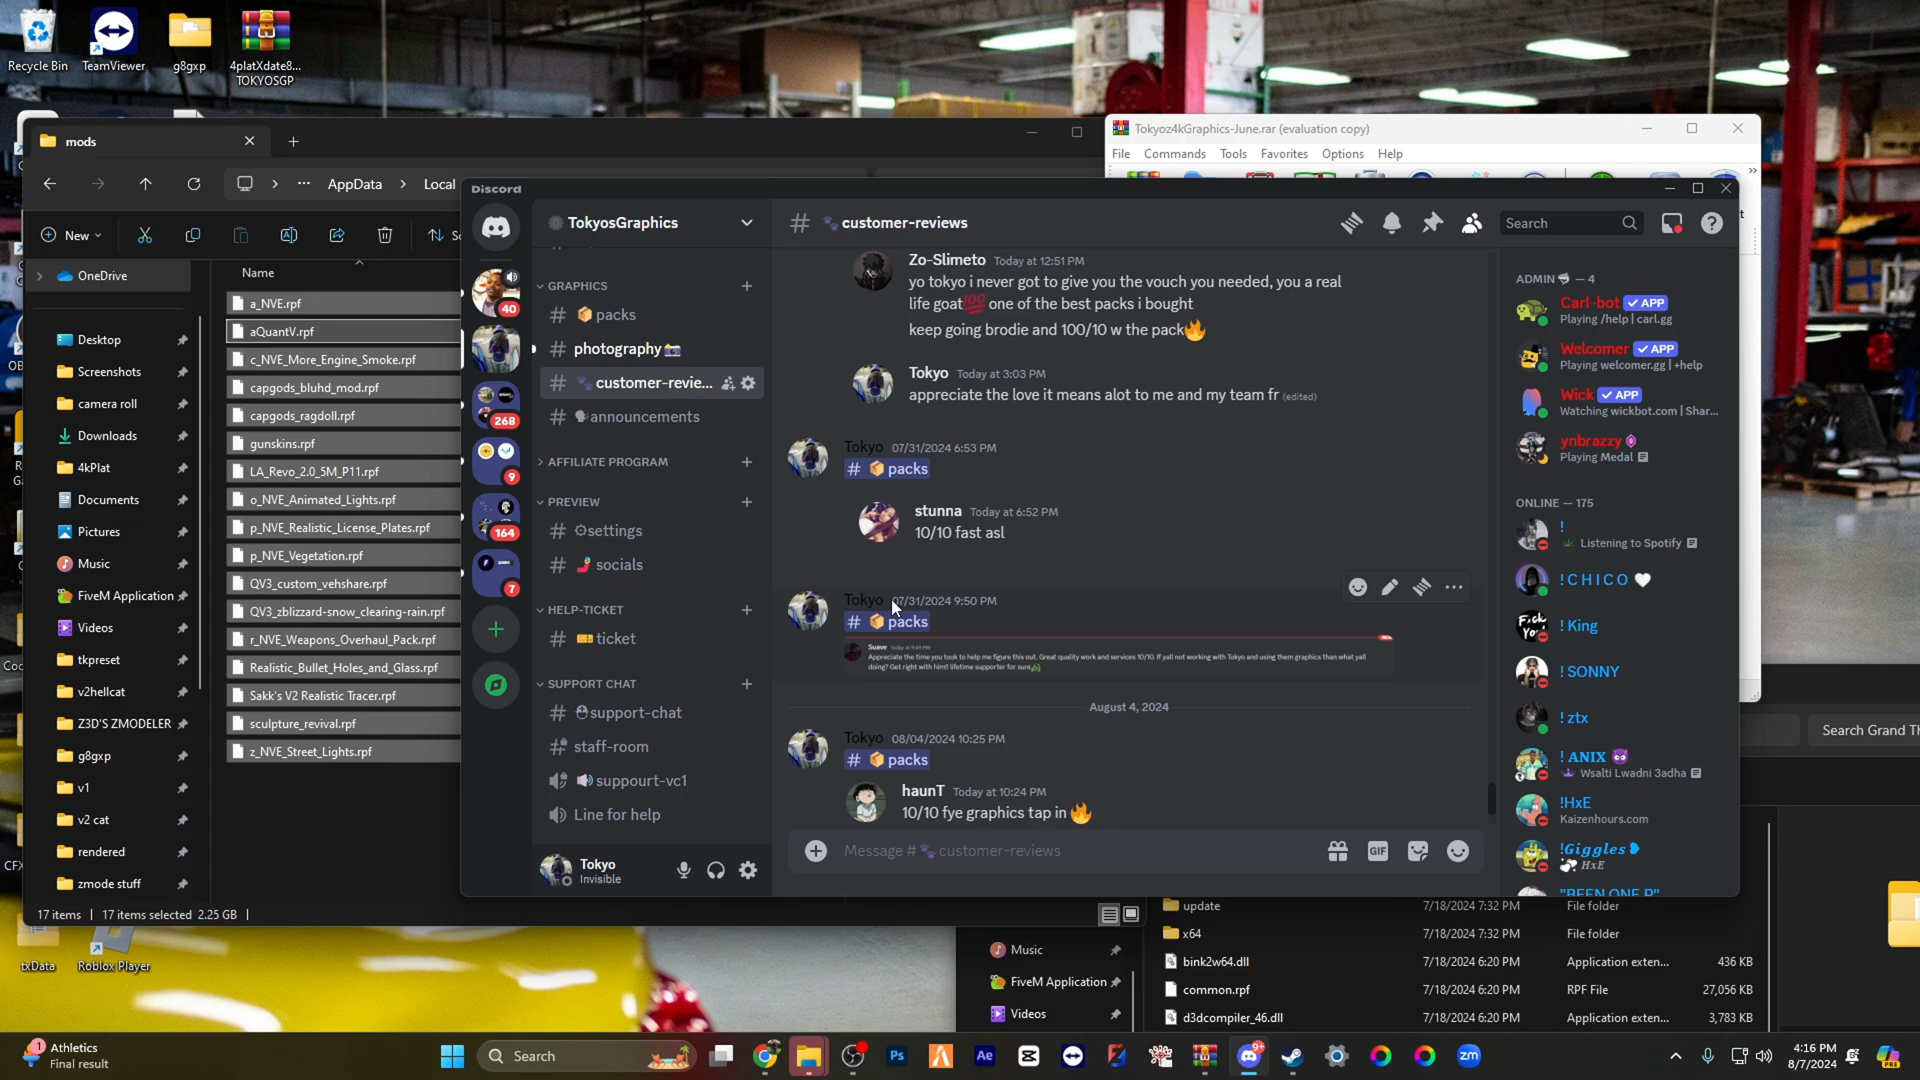 Recycle Bin
TeamViewer
g8gxp
4platXdate8...
TOKYOSGP
mods
AppData
Local
New
Name
OneDrive
Desktop
Screenshots
camera roll
Downloads
4kPlat
Documents
Pictures
Music
FiveM Application
Videos
tkpreset
v2hellcat
Z3D'S ZMODELER
g8gxp
v1
v2 cat
rendered
zmode stuff
a_NVE.rpf
aQuantV.rpf
c_NVE_More_Engine_Smoke.rpf
capgods_bluhd_mod.rpf
capgods_ragdoll.rpf
gunskins.rpf
LA_Revo_2.0_5M_P11.rpf
o_NVE_Animated_Lights.rpf
p_NVE_Realistic_License_Plates.rpf
p_NVE_Vegetation.rpf
QV3_custom_vehshare.rpf
QV3_zblizzard-snow_clearing-rain.rpf
r_NVE_Weapons_Overhaul_Pack.rpf
Realistic_Bullet_Holes_and_Glass.rpf
Sakk's V2 Realistic Tracer.rpf
sculpture_revival.rpf
z_NVE_Street_Lights.rpf
17 items | 17 items selected 2.25 GB |
txData
Roblox Player
Tokyoz4kGraphics-June.rar (evaluation copy)
File Commands Tools Favorites Options Help
Discord
40
268
9
164
7
TokyosGraphics
GRAPHICS
packs
photography
customer-revie...
announcements
AFFILIATE PROGRAM
PREVIEW
settings
socials
HELP-TICKET
ticket
SUPPORT CHAT
support-chat
staff-room
suppourt-vc1
Line for help
Tokyo
Invisible
# customer-reviews
Search
Zo-Slimeto Today at 12:51 PM
yo tokyo i never got to give you the vouch you needed, you a real
life goat💯 one of the best packs i bought
keep going brodie and 100/10 w the pack🔥
Tokyo Today at 3:03 PM
appreciate the love it means alot to me and my team fr (edited)
Tokyo 07/31/2024 6:53 PM
# 📦 packs
stunna Today at 6:52 PM
10/10 fast asl
Tokyo 07/31/2024 9:50 PM
# 📦 packs
Suave Today at 9:49 PM
Appreciate the time you took to help me figure this out. Great quality work and services 10/10. If yall not working with Tokyo and using them graphics than what yall
doing? Get right with him!! lifetime supporter for sure
August 4, 2024
Tokyo 08/04/2024 10:25 PM
# 📦 packs
haunT Today at 10:24 PM
10/10 fye graphics tap in 🔥
Message # customer-reviews
GIF
ADMIN — 4
Carl-bot ✓ APP
Playing /help | carl.gg
Welcomer ✓ APP
Playing welcomer.gg | +help
Wick ✓ APP
Watching wickbot.com | Shar...
ynbrazzy
Playing Medal
ONLINE — 175
!
Listening to Spotify
! C H I C O 🤍
! King
! SONNY
! ztx
! ANIX 😈
Wsalti Lwadni 3adha
!HxE
Kaizenhours.com
!Giggles
HxE
"BEEN ONE P"
Search Grand Th
Music
FiveM Application
Videos
update 7/18/2024 7:32 PM File folder
x64 7/18/2024 7:32 PM File folder
bink2w64.dll 7/18/2024 6:20 PM Application exten... 436 KB
common.rpf 7/18/2024 6:20 PM RPF File 27,056 KB
d3dcompiler_46.dll 7/18/2024 6:20 PM Application exten... 3,783 KB
1
Athletics
Final result
Search
Ps
Ae
9+
zm
4:16 PM
8/7/2024
PRE